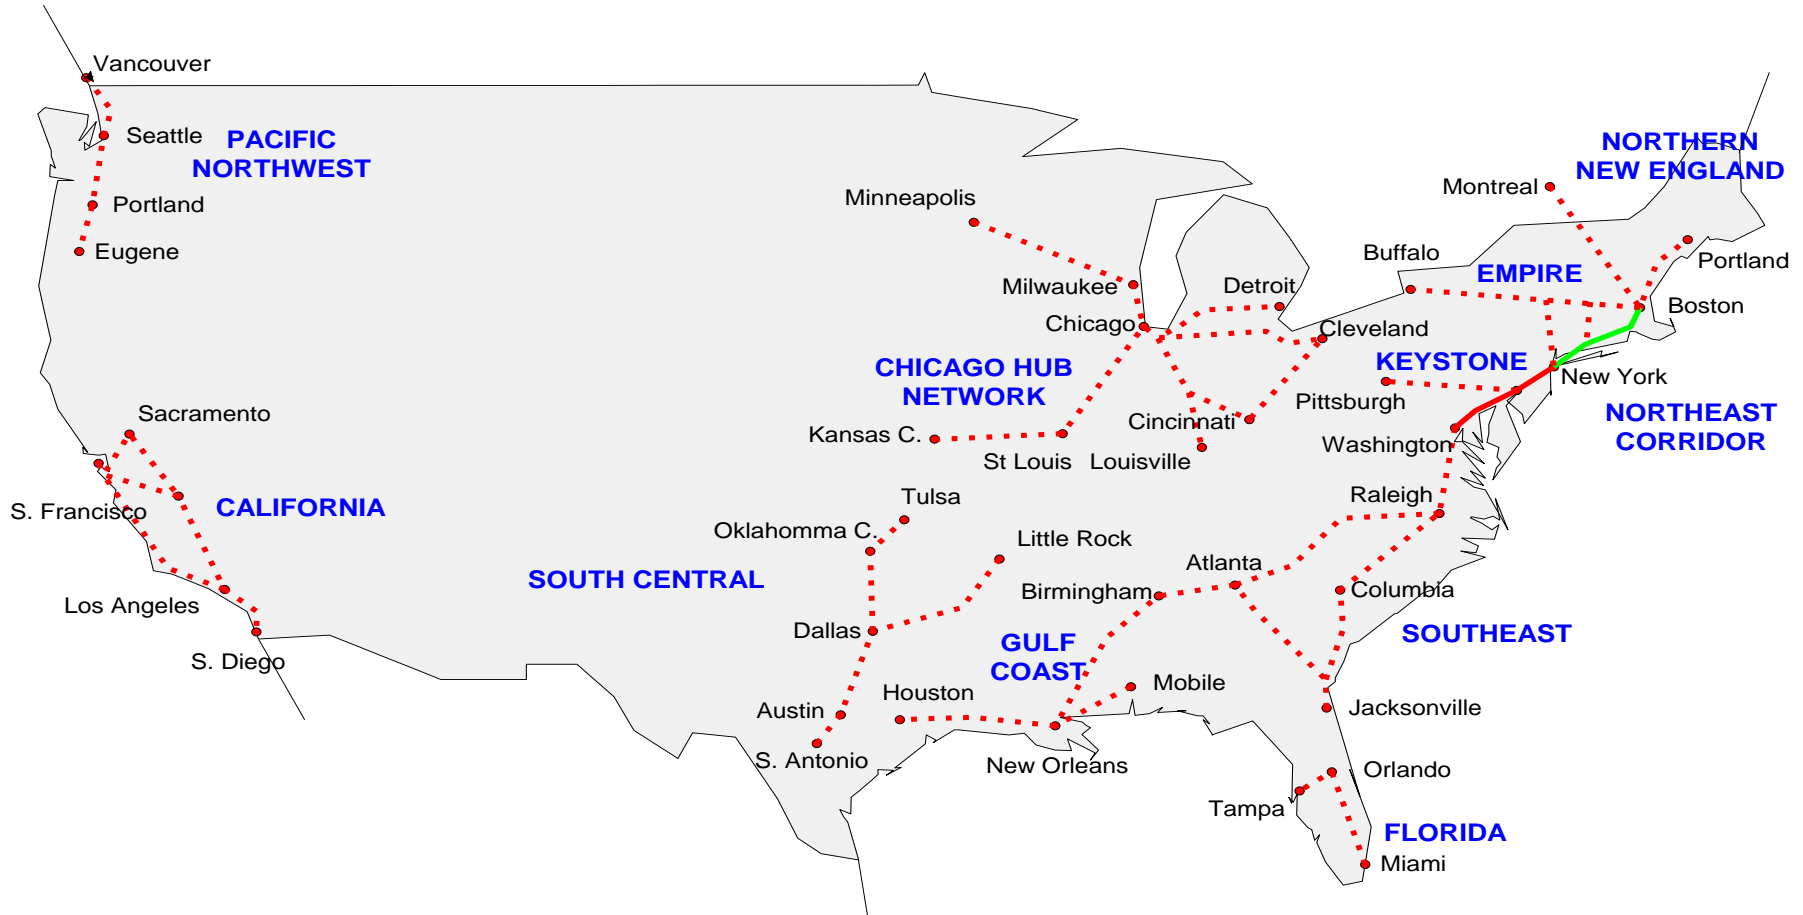 Vancouver
Seattle
PACIFIC
NORTHWEST
Portland
Eugene
Sacramento
S. Francisco
CALIFORNIA
Los Angeles
S. Diego
Minneapolis
Milwaukee
Chicago
Detroit
Cleveland
CHICAGO HUB
NETWORK
Kansas C.
St Louis
Cincinnati
Louisville
NORTHERN
NEW ENGLAND
Montreal
Portland
Buffalo
EMPIRE
Boston
KEYSTONE
New York
Pittsburgh
NORTHEAST
CORRIDOR
Washington
Raleigh
Tulsa
Oklahomma C.
Little Rock
SOUTH CENTRAL
Dallas
Austin
S. Antonio
Houston
GULF
COAST
New Orleans
Mobile
Birmingham
Atlanta
Columbia
SOUTHEAST
Jacksonville
Orlando
Tampa
FLORIDA
Miami